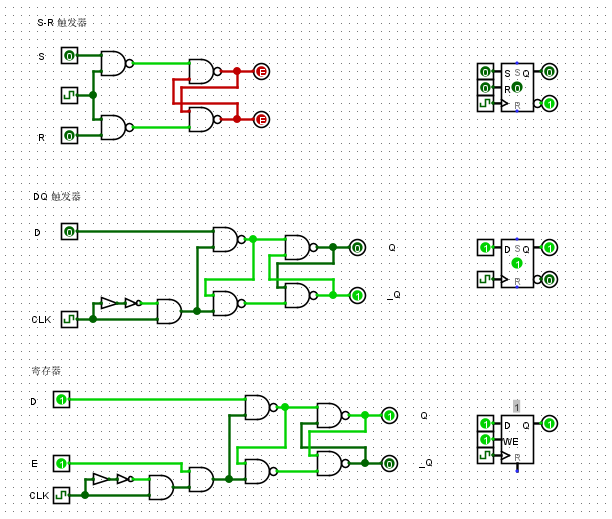 S-R 触发器
S 0
E
S S Q 0
0
0 R 0
R 1
R 0
E
DQ 触发器
D 0
0 Q
1 D S Q 1
1
R 0
1 _Q
CLK
寄存器
D 1
1 Q
1
1 D Q 1
1 WE
R
E 1
0 _Q
CLK